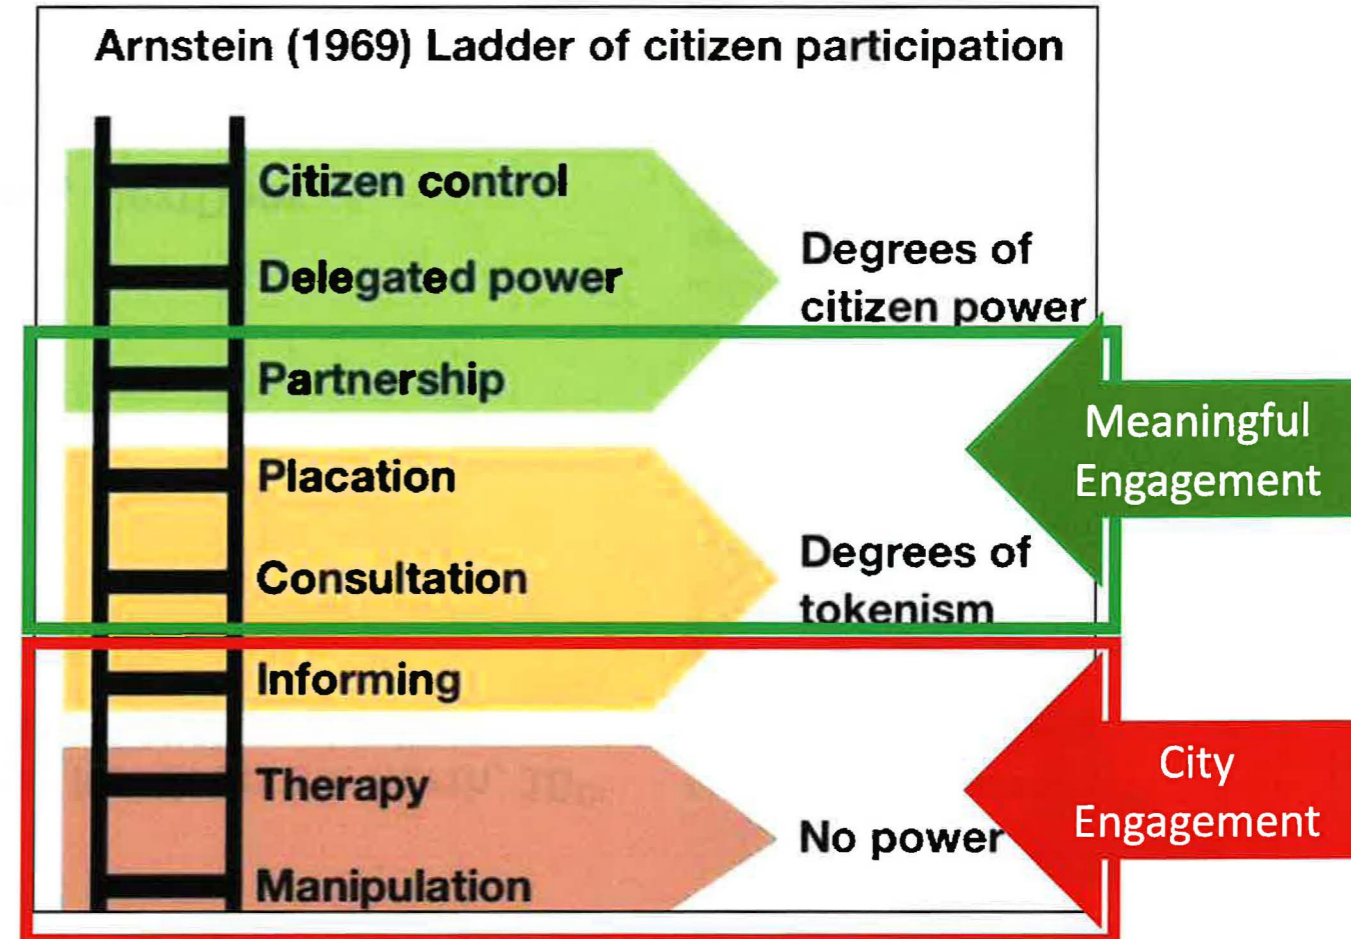 Arnstein (1969) Ladder of citizen participation
Citizen control
Delegated power
Partnership
Degrees of
citizen power
Placation
Consultation
Informing
Degrees of
tokenism
Therapy
Manipulation
No power
Meaningful
Engagement
City
Engagement